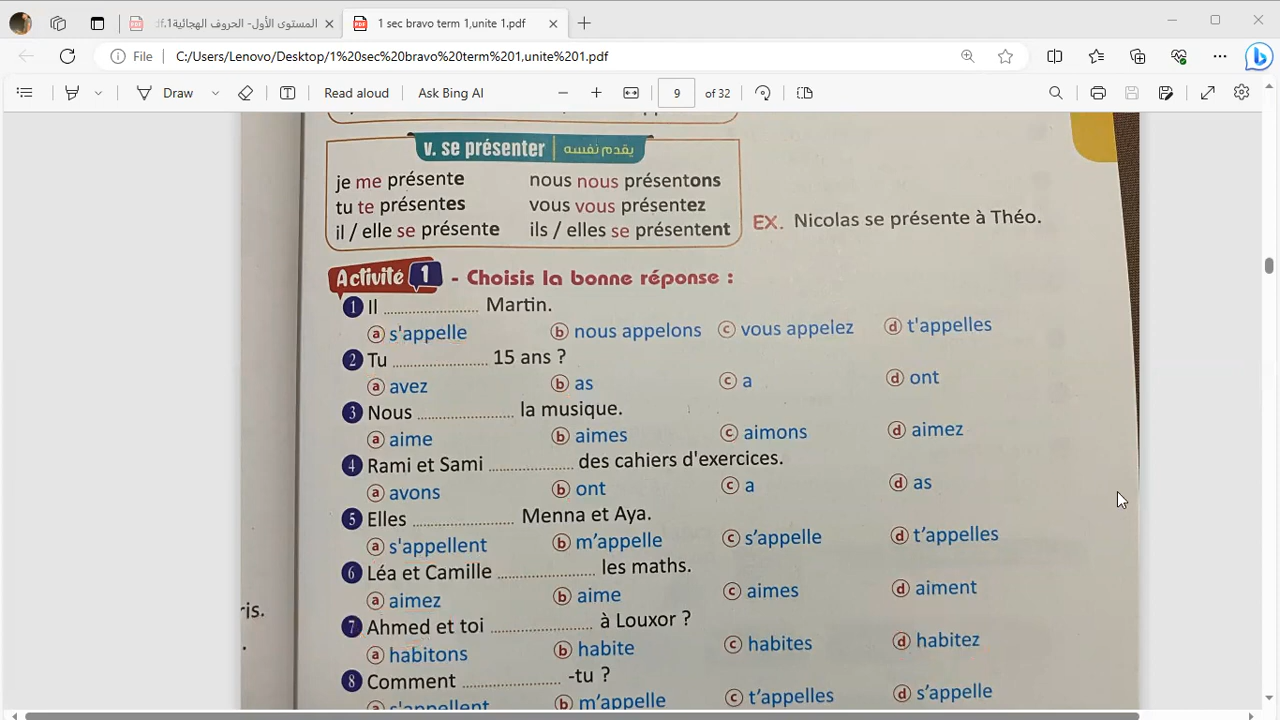 المستوى الأول- الحروف الهجائية1.pdf
1 sec bravo term 1,unite 1.pdf
File C:/Users/Lenovo/Desktop/1%20sec%20bravo%20term%201,unite%201.pdf
Draw Read aloud Ask Bing AI 9 of 32
v. se présenter يقدم نفسه
je me présente nous nous présentons
tu te présentes vous vous présentez
il / elle se présente ils / elles se présentent
EX. Nicolas se présente à Théo.
Activité 1 - Choisis la bonne réponse :
1 Il .................... Martin.
a s'appelle b nous appelons c vous appelez d t'appelles
2 Tu .................... 15 ans ?
a avez b as c a d ont
3 Nous .................... la musique.
a aime b aimes c aimons d aimez
4 Rami et Sami .................... des cahiers d'exercices.
a avons b ont c a d as
5 Elles .................... Menna et Aya.
a s'appellent b m'appelle c s'appelle d t'appelles
6 Léa et Camille .................... les maths.
a aimez b aime c aimes d aiment
ris.
7 Ahmed et toi .................... à Louxor ?
a habitons b habite c habites d habitez
8 Comment .................... -tu ?
a s'appellent b m'appelle c t'appelles d s'appelle